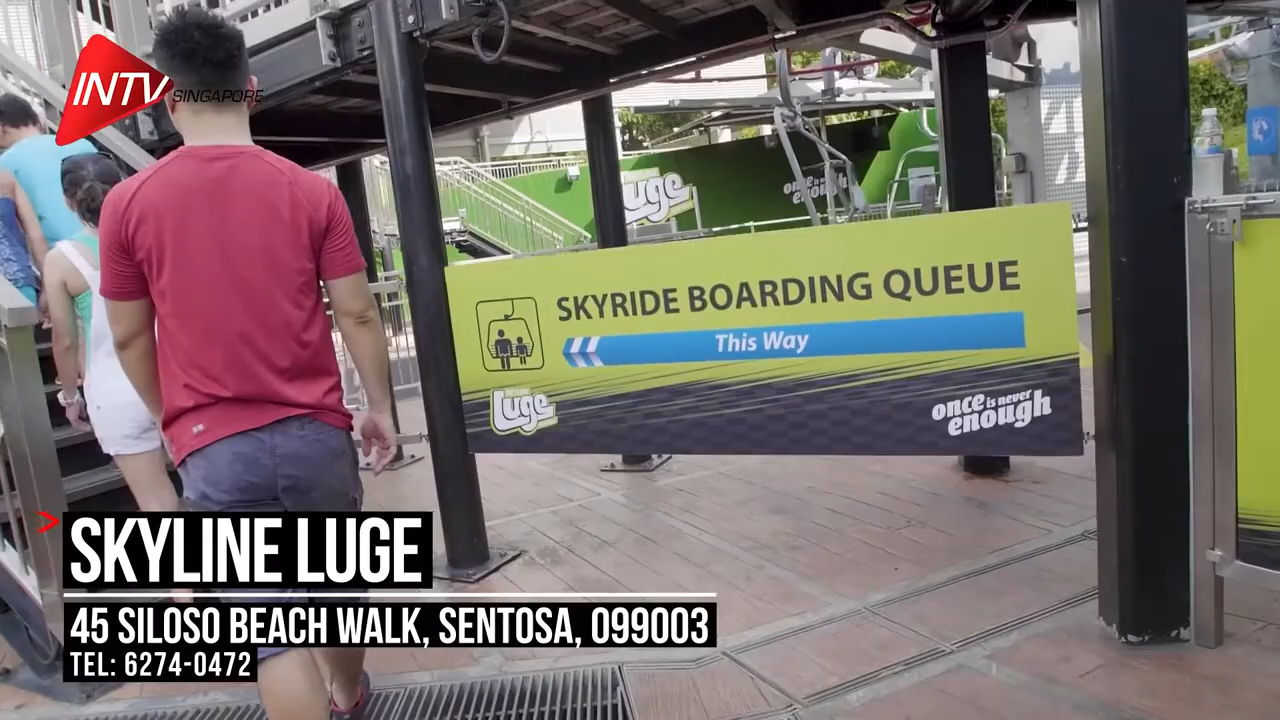 INTV
SINGAPORE
Luge
once is never
enough
SKYRIDE BOARDING QUEUE
This Way
SKYLINE
Luge
once is never
enough
SKYLINE LUGE
45 SILOSO BEACH WALK, SENTOSA, 099003
TEL: 6274-0472